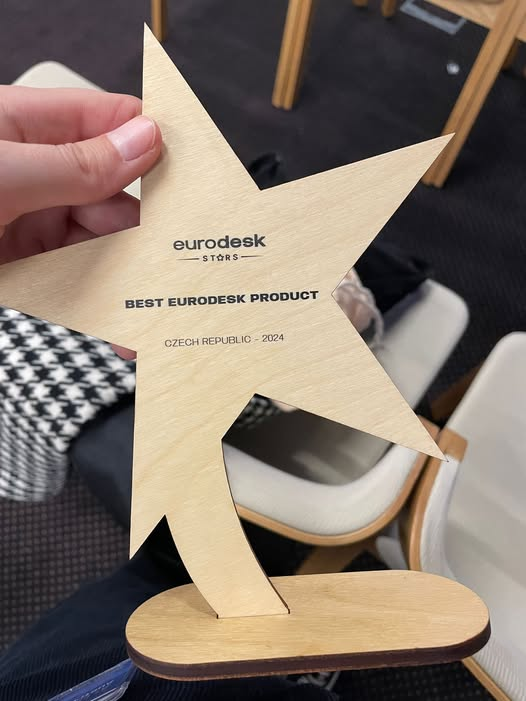 eurodesk
STARS
BEST EURODESK PRODUCT
CZECH REPUBLIC - 2024